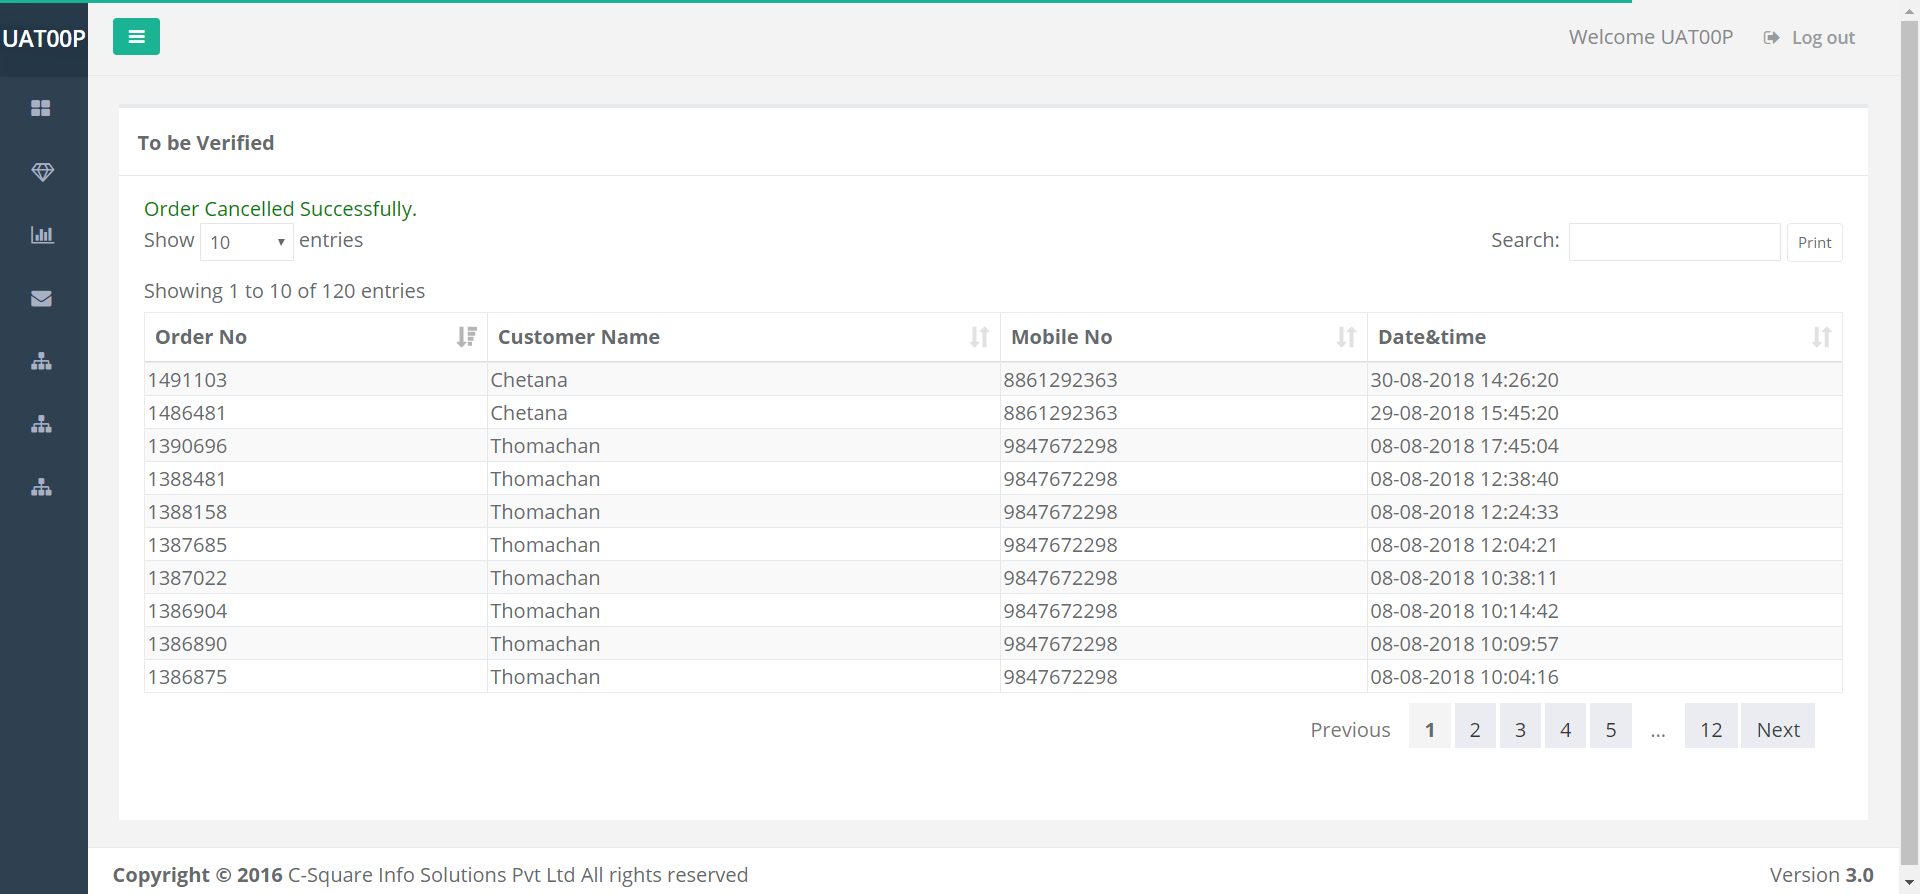 UAT00P
Welcome UAT00P Log out
To be Verified
Order Cancelled Successfully.
Show 10 entries Search: Print
Showing 1 to 10 of 120 entries
Order No Customer Name Mobile No Date&time
1491103 Chetana 8861292363 30-08-2018 14:26:20
1486481 Chetana 8861292363 29-08-2018 15:45:20
1390696 Thomachan 9847672298 08-08-2018 17:45:04
1388481 Thomachan 9847672298 08-08-2018 12:38:40
1388158 Thomachan 9847672298 08-08-2018 12:24:33
1387685 Thomachan 9847672298 08-08-2018 12:04:21
1387022 Thomachan 9847672298 08-08-2018 10:38:11
1386904 Thomachan 9847672298 08-08-2018 10:14:42
1386890 Thomachan 9847672298 08-08-2018 10:09:57
1386875 Thomachan 9847672298 08-08-2018 10:04:16
Previous 1 2 3 4 5 ... 12 Next
Copyright © 2016 C-Square Info Solutions Pvt Ltd All rights reserved Version 3.0